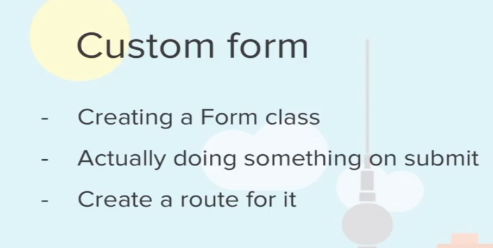 Custom form
- Creating a Form class
- Actually doing something on submit
- Create a route for it